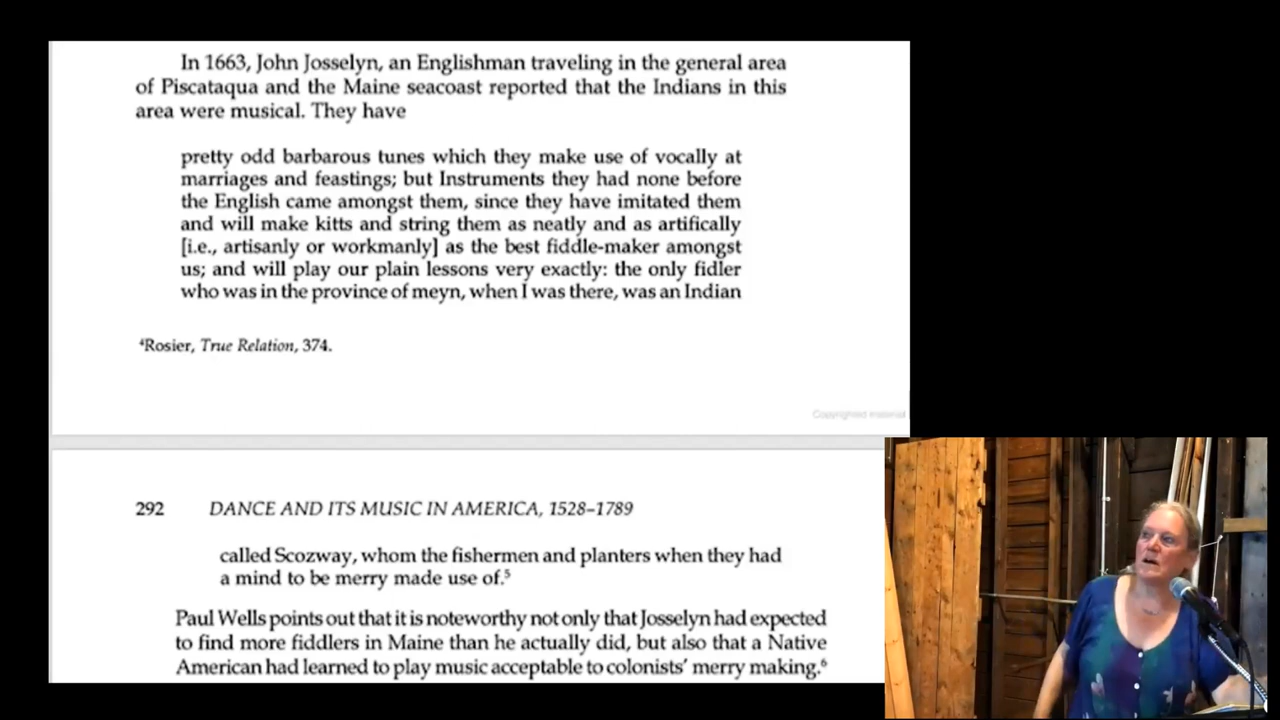 In 1663, John Josselyn, an Englishman traveling in the general area
of Piscataqua and the Maine seacoast reported that the Indians in this
area were musical. They have
pretty odd barbarous tunes which they make use of vocally at
marriages and feastings; but Instruments they had none before
the English came amongst them, since they have imitated them
and will make kitts and string them as neatly and as artifically
[i.e., artisanly or workmanly] as the best fiddle-maker amongst
us; and will play our plain lessons very exactly: the only fidler
who was in the province of meyn, when I was there, was an Indian
⁴Rosier, True Relation, 374.
Copyrighted material
292 DANCE AND ITS MUSIC IN AMERICA, 1528–1789
called Scozway, whom the fishermen and planters when they had
a mind to be merry made use of.⁵
Paul Wells points out that it is noteworthy not only that Josselyn had expected
to find more fiddlers in Maine than he actually did, but also that a Native
American had learned to play music acceptable to colonists' merry making.⁶